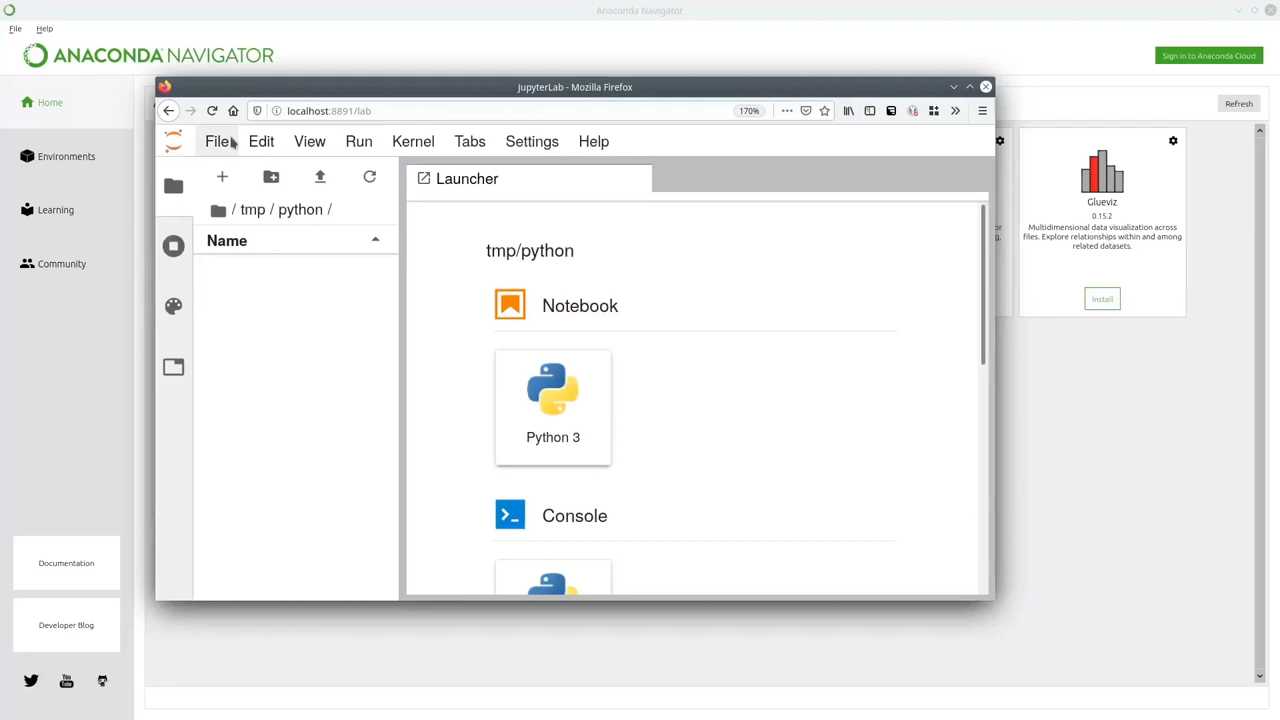 Anaconda Navigator
File Help
ANACONDA NAVIGATOR
Sign in to Anaconda Cloud
Home
Environments
Learning
Community
Documentation
Developer Blog
Refresh
JupyterLab - Mozilla Firefox
localhost:8891/lab
170%
File Edit View Run Kernel Tabs Settings Help
/ tmp / python /
Name
Launcher
tmp/python
Notebook
Python 3
Console
Glueviz
0.15.2
Multidimensional data visualization across
files. Explore relationships within and among
related datasets.
Install